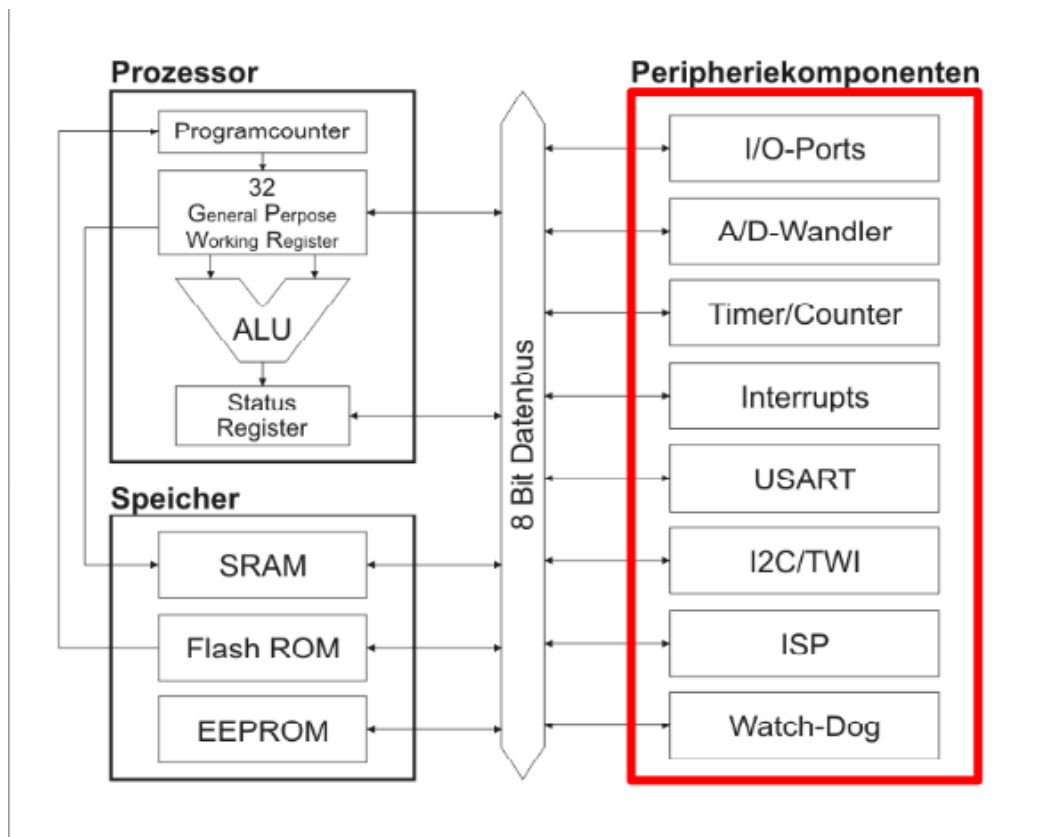 Prozessor
Programcounter
32
General Perpose
Working Register
ALU
Status
Register
Speicher
SRAM
Flash ROM
EEPROM
8 Bit Datenbus
Peripheriekomponenten
I/O-Ports
A/D-Wandler
Timer/Counter
Interrupts
USART
I2C/TWI
ISP
Watch-Dog